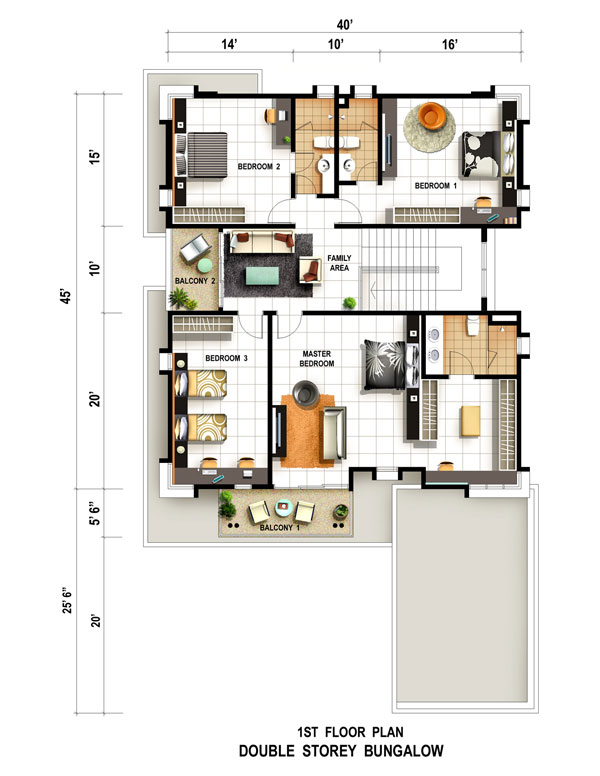 40'
14' 10' 16'
15'
BEDROOM 2
BEDROOM 1
10'
45'
FAMILY
AREA
BALCONY 2
BEDROOM 3
MASTER
BEDROOM
20'
5' 6"
BALCONY 1
25' 6"
20'
1ST FLOOR PLAN
DOUBLE STOREY BUNGALOW